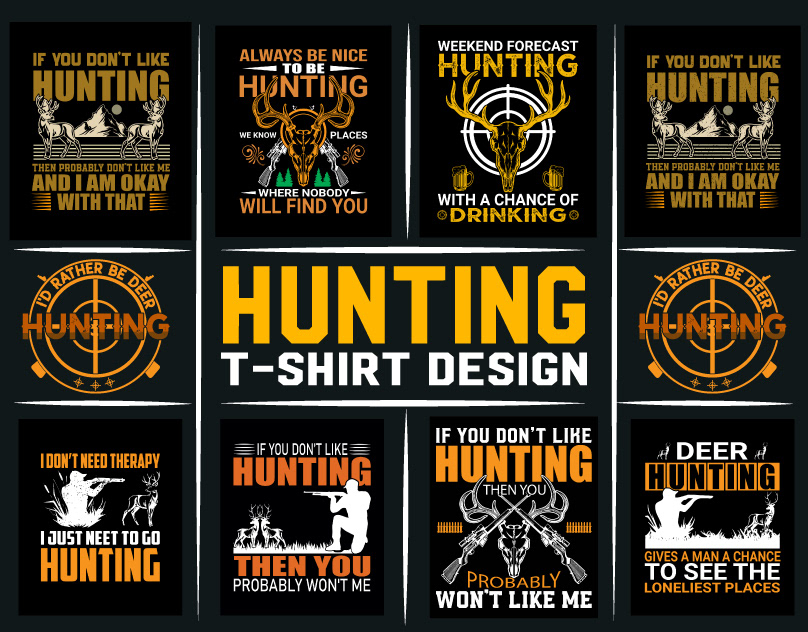 IF YOU DON'T LIKE
HUNTING
THEN PROBABLY DON'T LIKE ME
AND I AM OKAY
WITH THAT
ALWAYS BE NICE
TO BE
HUNTING
WE KNOW PLACES
WHERE NOBODY
WILL FIND YOU
WEEKEND FORECAST
HUNTING
WITH A CHANCE OF
DRINKING
IF YOU DON'T LIKE
HUNTING
THEN PROBABLY DON'T LIKE ME
AND I AM OKAY
WITH THAT
I'D RATHER BE DEER
HUNTING
HUNTING
T-SHIRT DESIGN
I'D RATHER BE DEER
HUNTING
I DON'T NEED THERAPY
I JUST NEET TO GO
HUNTING
IF YOU DON'T LIKE
HUNTING
THEN YOU
PROBABLY WON'T ME
IF YOU DON'T LIKE
HUNTING
THEN YOU
PROBABLY
WON'T LIKE ME
DEER
HUNTING
GIVES A MAN A CHANCE
TO SEE THE
LONELIEST PLACES